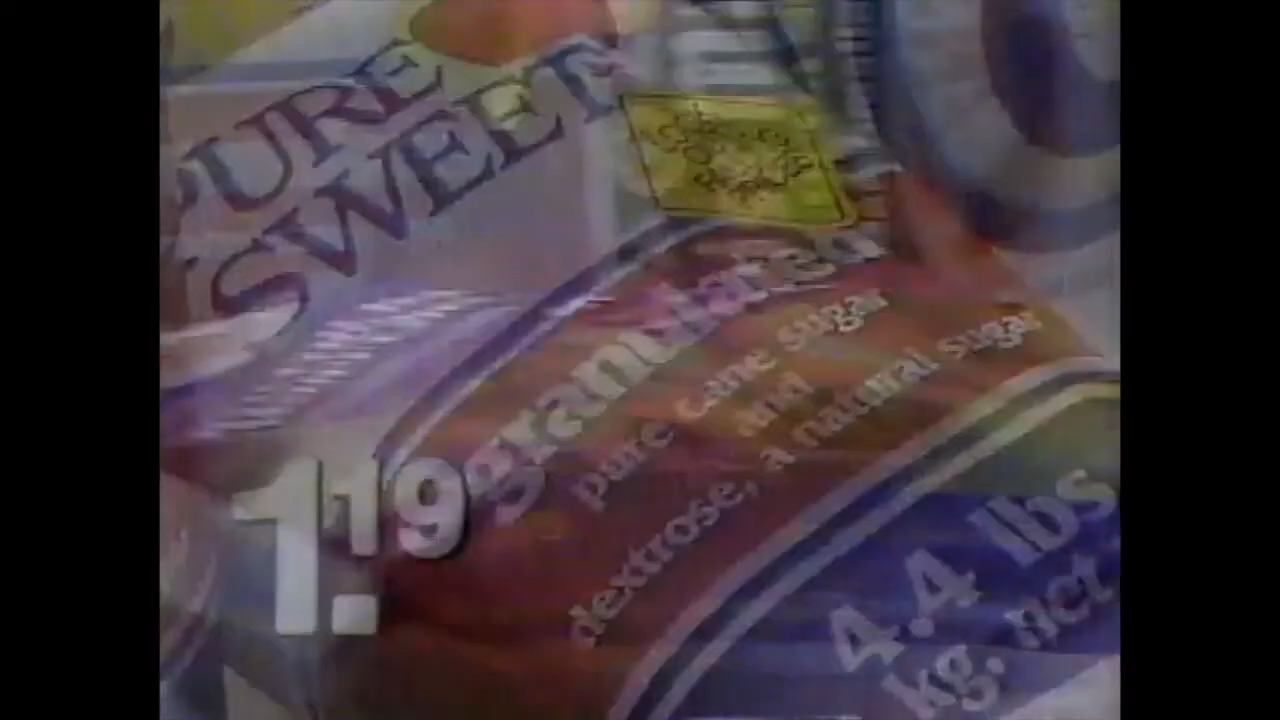 PURE
SWEET
granulated
pure cane sugar
and
dextrose, a natural sugar
4.4 lbs
kg. net
1.19